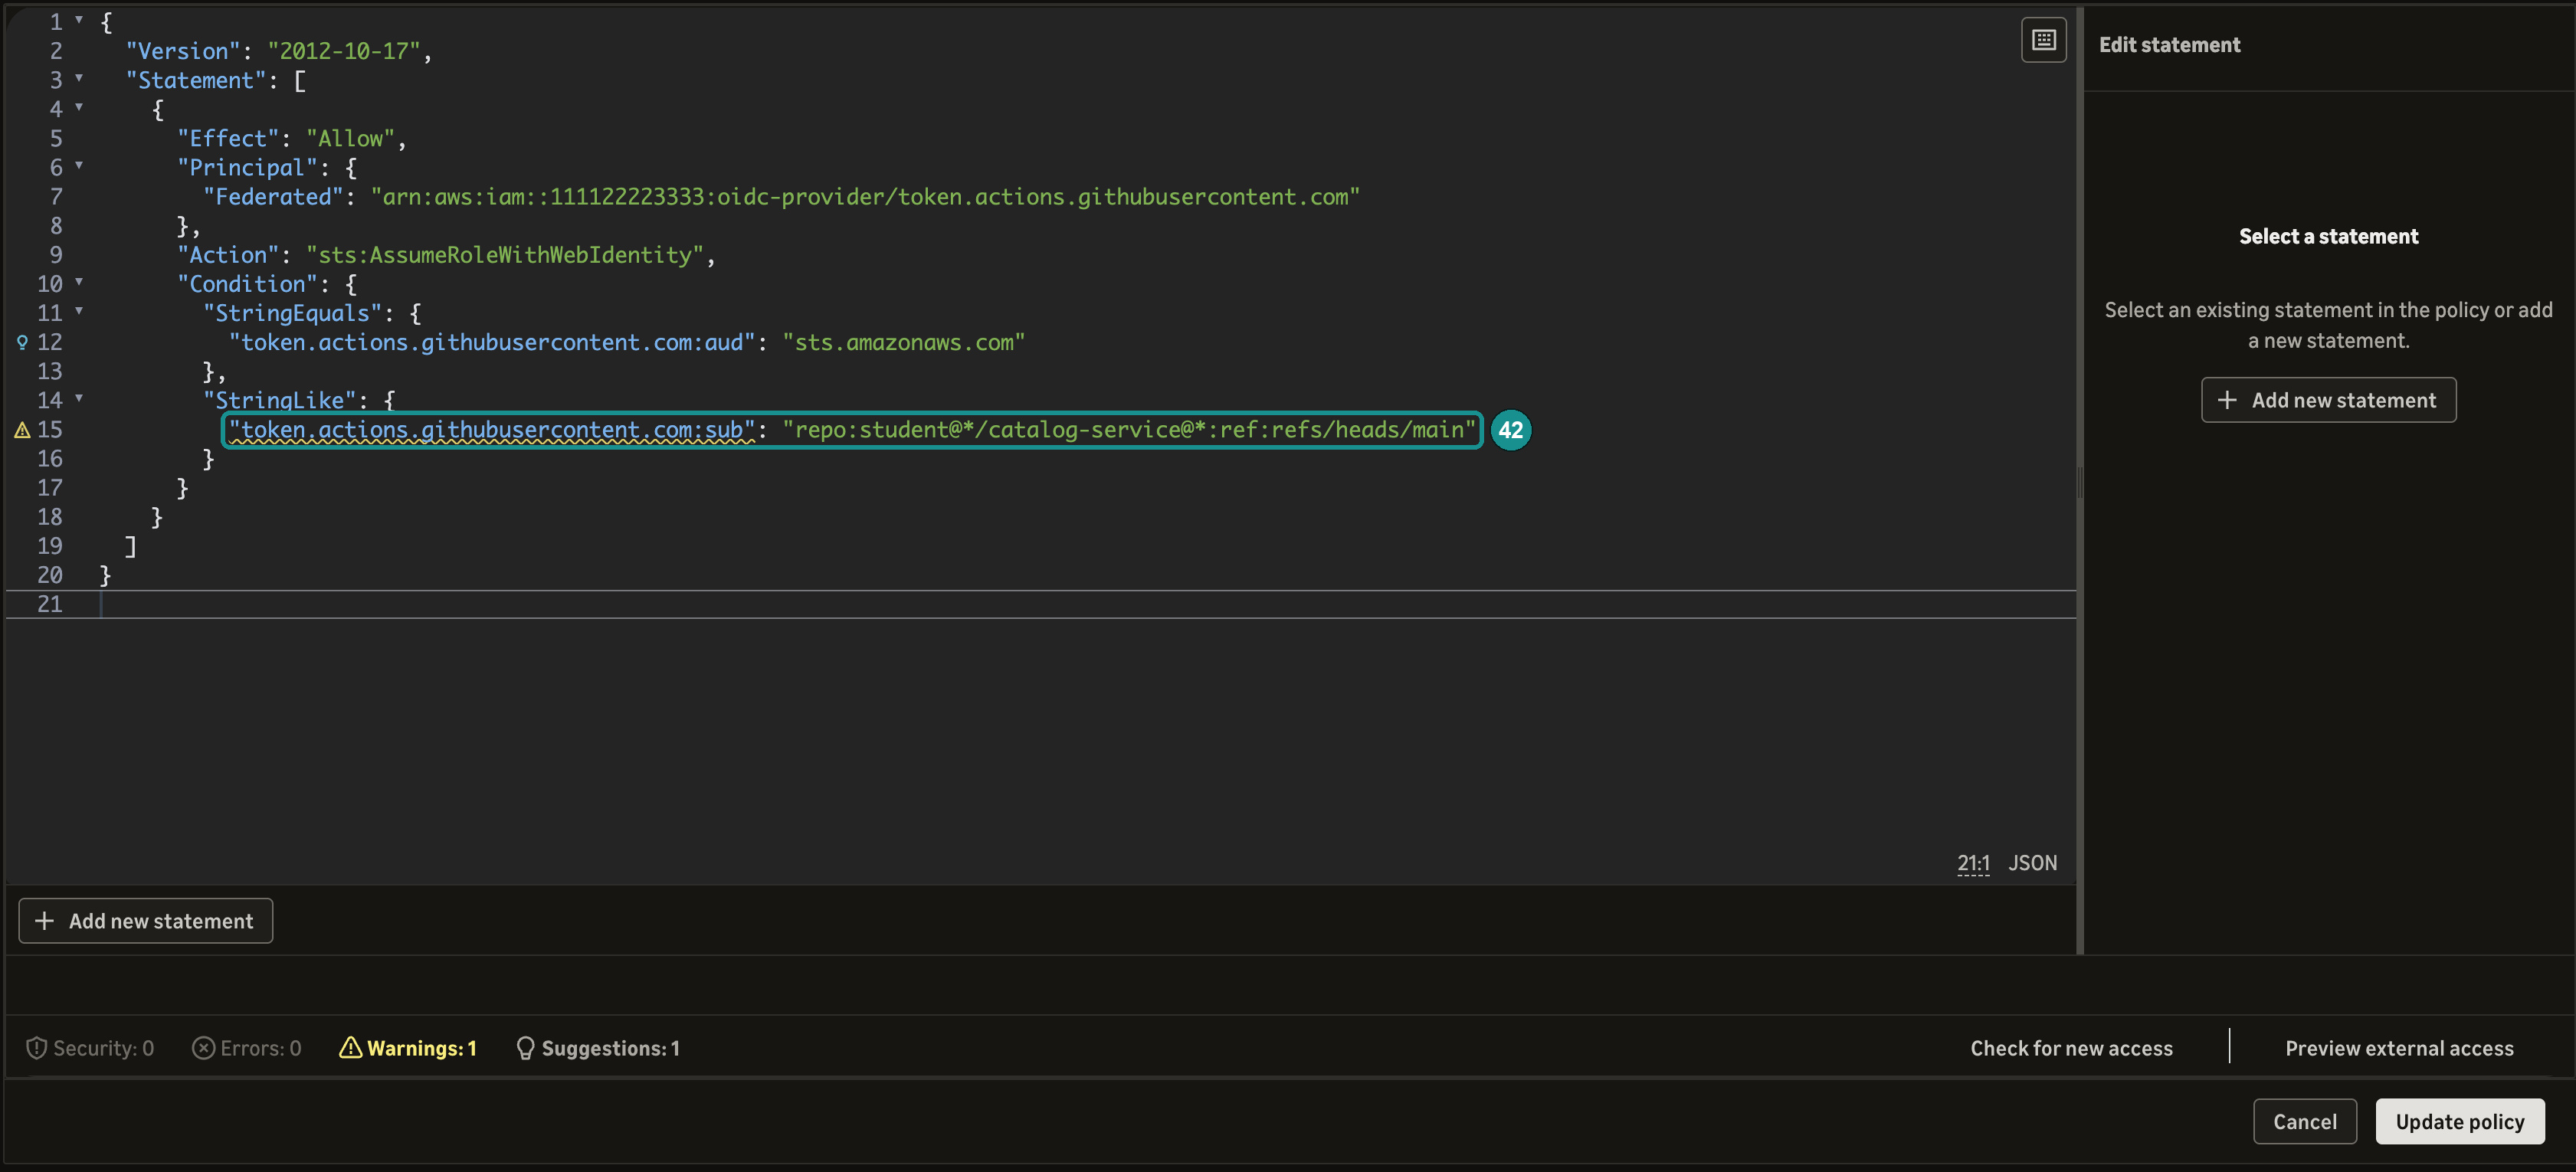 1 {
2 "Version": "2012-10-17",
3 "Statement": [
4 {
5 "Effect": "Allow",
6 "Principal": {
7 "Federated": "arn:aws:iam::111122223333:oidc-provider/token.actions.githubusercontent.com"
8 },
9 "Action": "sts:AssumeRoleWithWebIdentity",
10 "Condition": {
11 "StringEquals": {
12 "token.actions.githubusercontent.com:aud": "sts.amazonaws.com"
13 },
14 "StringLike": {
15 "token.actions.githubusercontent.com:sub": "repo:student@*/catalog-service@*:ref:refs/heads/main" 42
16 }
17 }
18 }
19 ]
20 }
21
21:1 JSON
+ Add new statement
Edit statement
Select a statement
Select an existing statement in the policy or add
a new statement.
+ Add new statement
Security: 0 Errors: 0 Warnings: 1 Suggestions: 1
Check for new access | Preview external access
Cancel Update policy